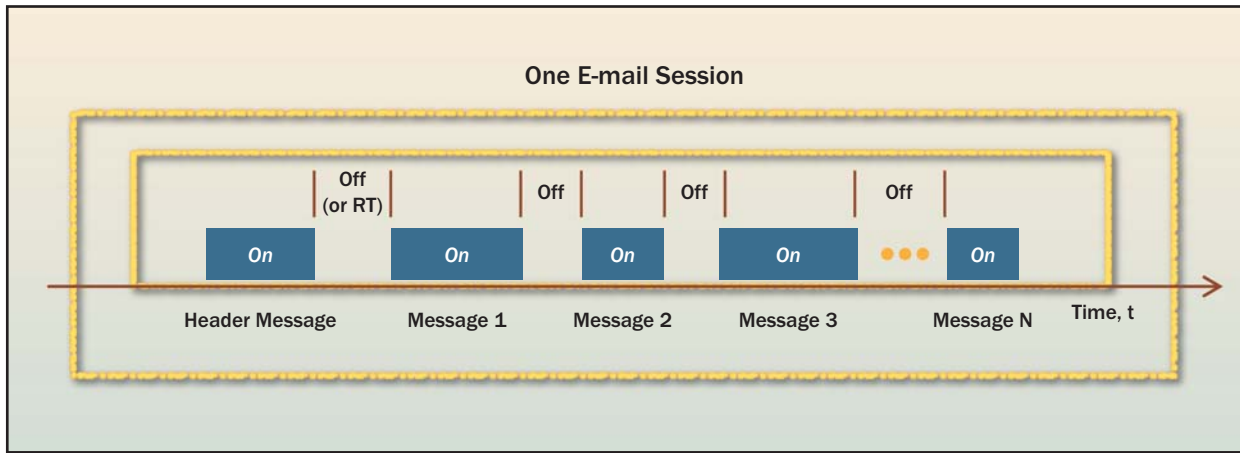 One E-mail Session
Off
(or RT)
Off
Off
Off
On
On
On
On
On
Header Message
Message 1
Message 2
Message 3
Message N
Time, t